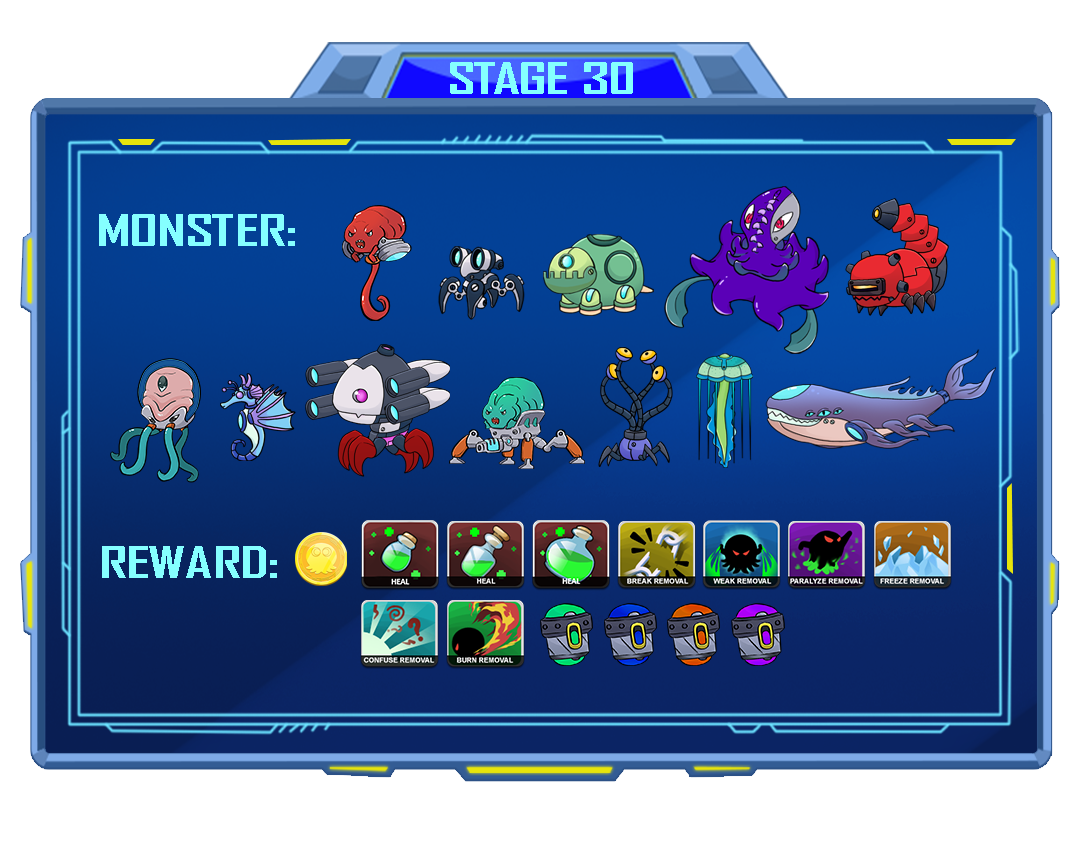 STAGE 30
MONSTER:
REWARD:
HEAL
HEAL
HEAL
BREAK REMOVAL
WEAK REMOVAL
PARALYZE REMOVAL
FREEZE REMOVAL
CONFUSE REMOVAL
BURN REMOVAL